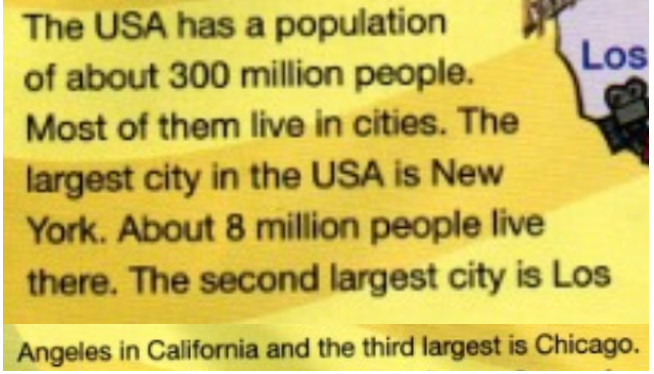 The USA has a population
of about 300 million people.
Most of them live in cities. The
largest city in the USA is New
York. About 8 million people live
there. The second largest city is Los
Angeles in California and the third largest is Chicago.
Los